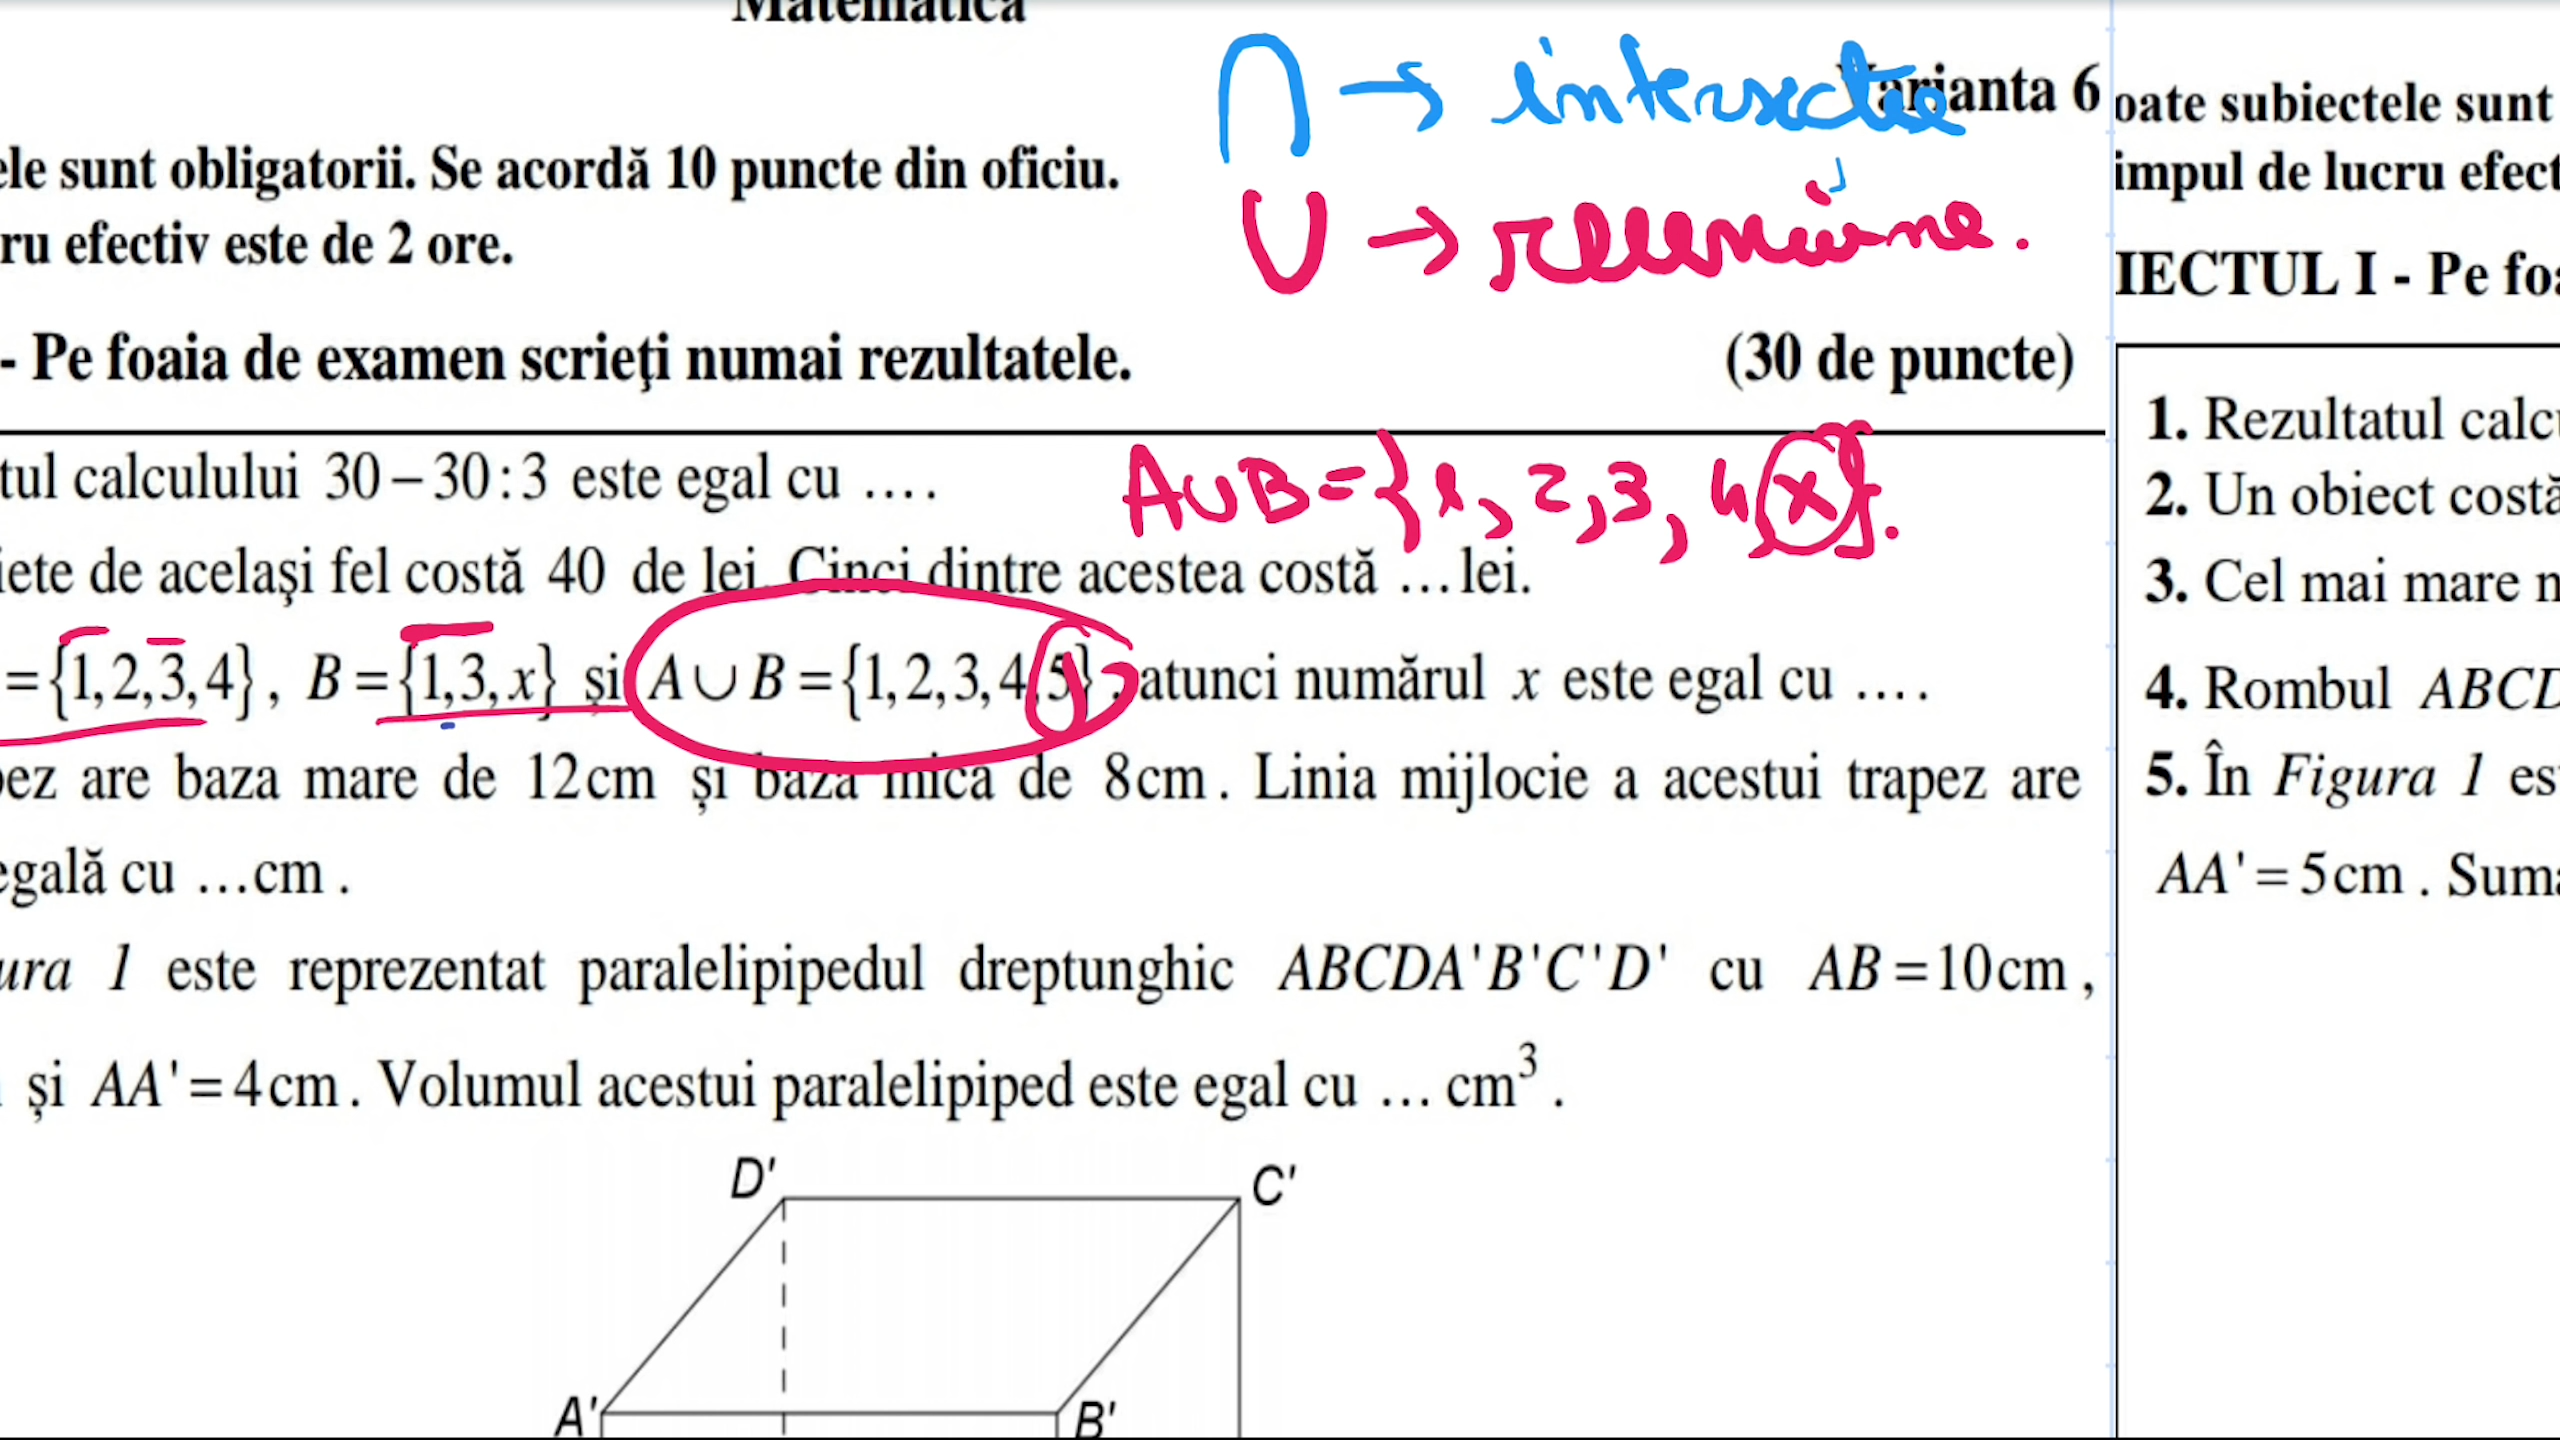 Matematică
∩ → intersecție
Varianta 6
ele sunt obligatorii. Se acordă 10 puncte din oficiu.
∪ → reuniune.
ru efectiv este de 2 ore.
- Pe foaia de examen scrieţi numai rezultatele. (30 de puncte)
tul calculului 30−30:3 este egal cu ….
A∪B={1, 2, 3, 4, x}.
iete de același fel costă 40 de lei. Cinci dintre acestea costă …lei.
={1,2,3,4}, B={1,3,x} și A∪B={1,2,3,4,5}, atunci numărul x este egal cu ….
pez are baza mare de 12cm și baza mică de 8cm. Linia mijlocie a acestui trapez are
egală cu …cm.
ura 1 este reprezentat paralelipipedul dreptunghic ABCDA'B'C'D' cu AB=10cm,
și AA'=4cm. Volumul acestui paralelipiped este egal cu … cm³.
D' C'
A' B'
oate subiectele sunt
impul de lucru efect
IECTUL I - Pe foa
1. Rezultatul calcu
2. Un obiect costă
3. Cel mai mare n
4. Rombul ABCD
5. În Figura 1 es
AA'=5cm. Suma